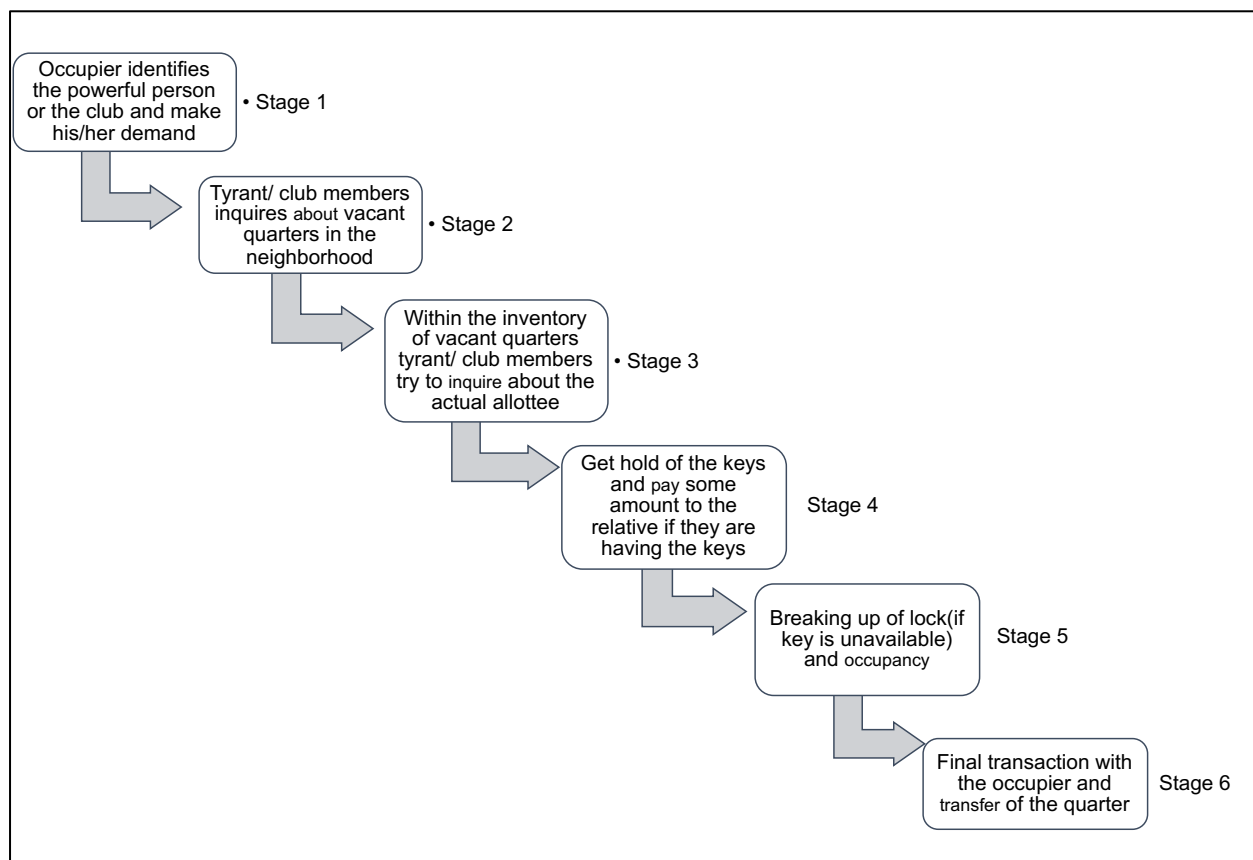 Occupier identifies
the powerful person
or the club and make
his/her demand
• Stage 1
Tyrant/ club members
inquires about vacant
quarters in the
neighborhood
• Stage 2
Within the inventory
of vacant quarters
tyrant/ club members
try to inquire about the
actual allottee
• Stage 3
Get hold of the keys
and pay some
amount to the
relative if they are
having the keys
Stage 4
Breaking up of lock(if
key is unavailable)
and occupancy
Stage 5
Final transaction with
the occupier and
transfer of the quarter
Stage 6